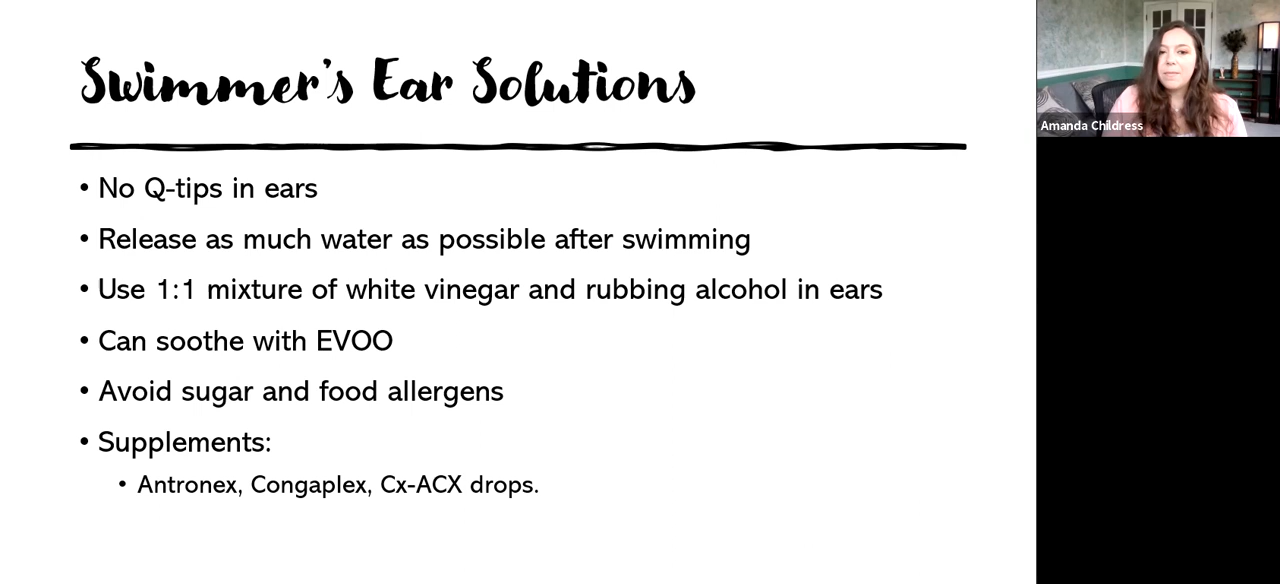 Swimmer's Ear Solutions
• No Q-tips in ears
• Release as much water as possible after swimming
• Use 1:1 mixture of white vinegar and rubbing alcohol in ears
• Can soothe with EVOO
• Avoid sugar and food allergens
• Supplements:
• Antronex, Congaplex, Cx-ACX drops.
Amanda Childress